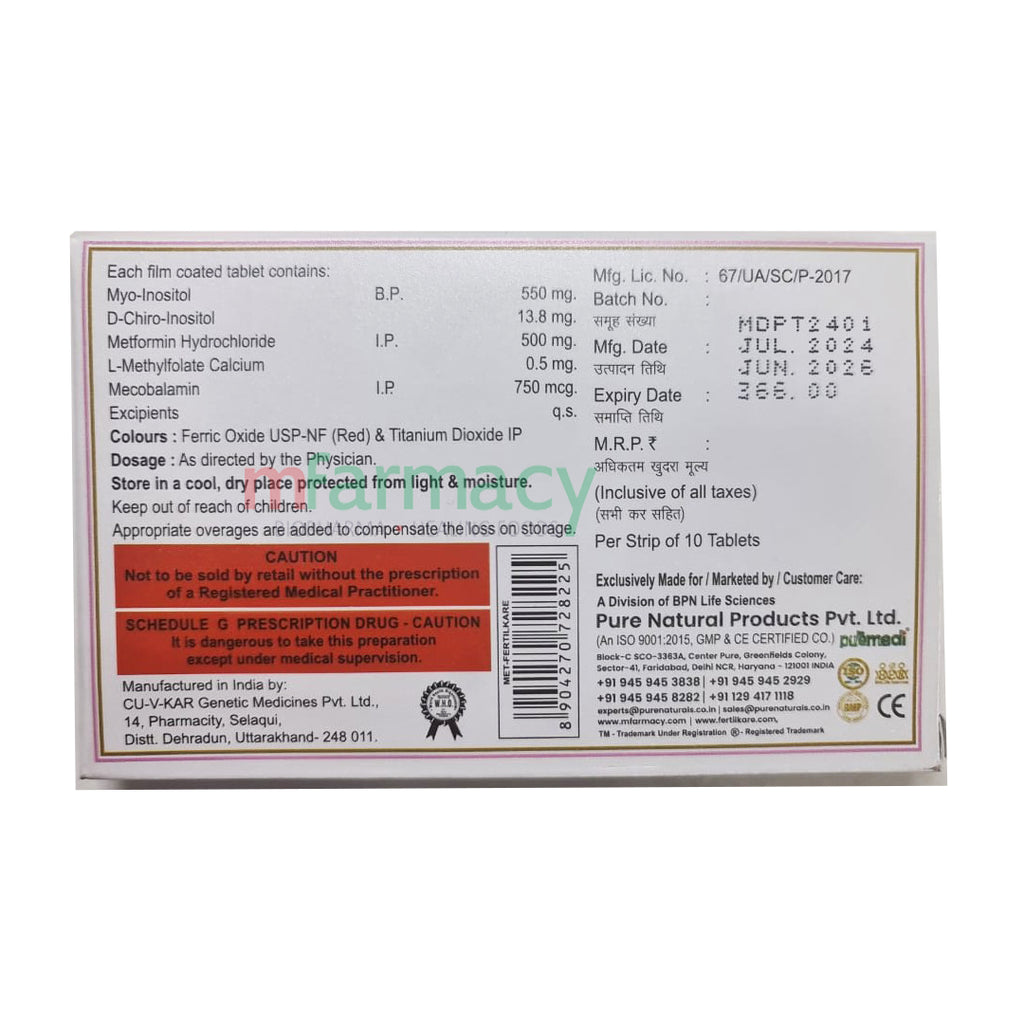 Each film coated tablet contains:
Myo-Inositol B.P. 550 mg.
D-Chiro-Inositol 13.8 mg.
Metformin Hydrochloride I.P. 500 mg.
L-Methylfolate Calcium 0.5 mg.
Mecobalamin I.P. 750 mcg.
Excipients q.s.
Colours : Ferric Oxide USP-NF (Red) & Titanium Dioxide IP
Dosage : As directed by the Physician.
Store in a cool, dry place protected from light & moisture.
Keep out of reach of children.
Appropriate overages are added to compensate the loss on storage.
mfarmacy
CAUTION
Not to be sold by retail without the prescription
of a Registered Medical Practitioner.
SCHEDULE G PRESCRIPTION DRUG - CAUTION
It is dangerous to take this preparation
except under medical supervision.
Manufactured in India by:
CU-V-KAR Genetic Medicines Pvt. Ltd.,
14, Pharmacity, Selaqui,
Distt. Dehradun, Uttarakhand- 248 011.
W.H.O.
MET-FERTILKARE
8 904270 728225
Mfg. Lic. No. : 67/UA/SC/P-2017
Batch No. :
समूह संख्या MDPT2401
Mfg. Date : JUL. 2024
उत्पादन तिथि JUN. 2026
Expiry Date : 366.00
समाप्ति तिथि
M.R.P. ₹ :
अधिकतम खुदरा मूल्य
(Inclusive of all taxes)
(सभी कर सहित)
Per Strip of 10 Tablets
Exclusively Made for / Marketed by / Customer Care:
A Division of BPN Life Sciences
Pure Natural Products Pvt. Ltd.
(An ISO 9001:2015, GMP & CE CERTIFIED CO.) puremedi
Block-C SCO-3363A, Center Pure, Greenfields Colony,
Sector-41, Faridabad, Delhi NCR, Haryana - 121001 INDIA
+91 945 945 3838 | +91 945 945 2929
+91 945 945 8282 | +91 129 417 1118
experts@purenaturals.co.in | sales@purenaturals.co.in
www.mfarmacy.com | www.fertilkare.com,
TM - Trademark Under Registration ® - Registered Trademark
ISO
GMP
CE